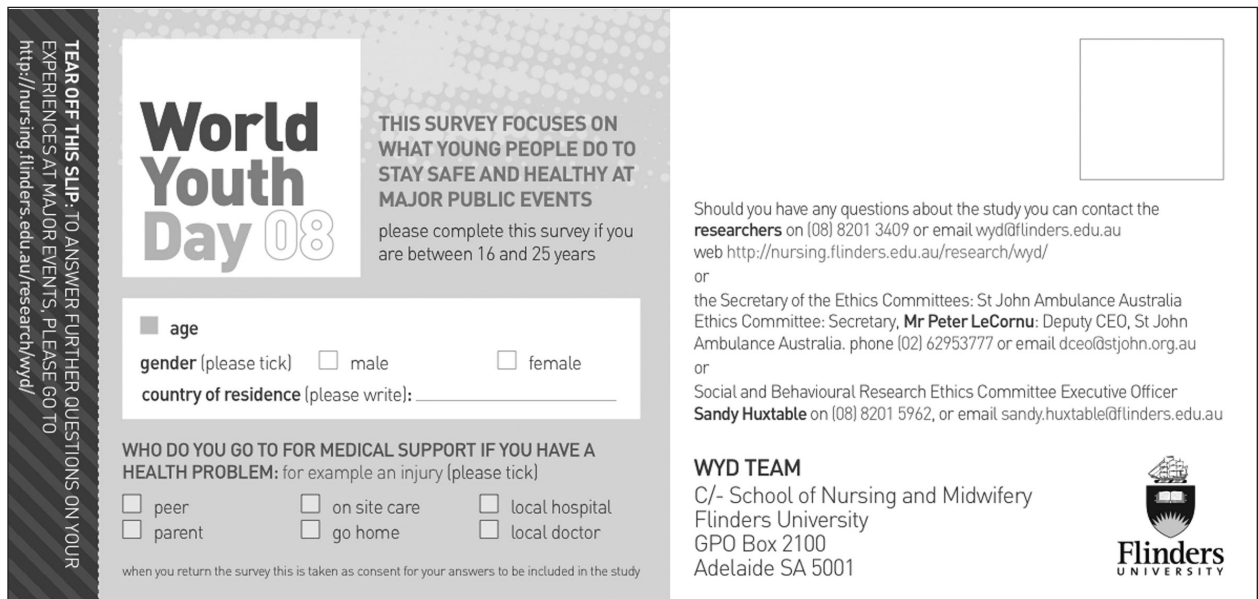 TEAR OFF THIS SLIP: TO ANSWER FURTHER QUESTIONS ON YOUR
EXPERIENCES AT MAJOR EVENTS, PLEASE GO TO
http://nursing.flinders.edu.au/research/wyd/
World
Youth
Day 08
THIS SURVEY FOCUSES ON
WHAT YOUNG PEOPLE DO TO
STAY SAFE AND HEALTHY AT
MAJOR PUBLIC EVENTS
please complete this survey if you
are between 16 and 25 years
age
gender (please tick) male female
country of residence (please write):
WHO DO YOU GO TO FOR MEDICAL SUPPORT IF YOU HAVE A
HEALTH PROBLEM: for example an injury (please tick)
peer on site care local hospital
parent go home local doctor
when you return the survey this is taken as consent for your answers to be included in the study
Should you have any questions about the study you can contact the
researchers on (08) 8201 3409 or email wyd@flinders.edu.au
web http://nursing.flinders.edu.au/research/wyd/
or
the Secretary of the Ethics Committees: St John Ambulance Australia
Ethics Committee: Secretary, Mr Peter LeCornu: Deputy CEO, St John
Ambulance Australia. phone (02) 62953777 or email dceo@stjohn.org.au
or
Social and Behavioural Research Ethics Committee Executive Officer
Sandy Huxtable on (08) 8201 5962, or email sandy.huxtable@flinders.edu.au
WYD TEAM
C/- School of Nursing and Midwifery
Flinders University
GPO Box 2100
Adelaide SA 5001
Flinders
UNIVERSITY